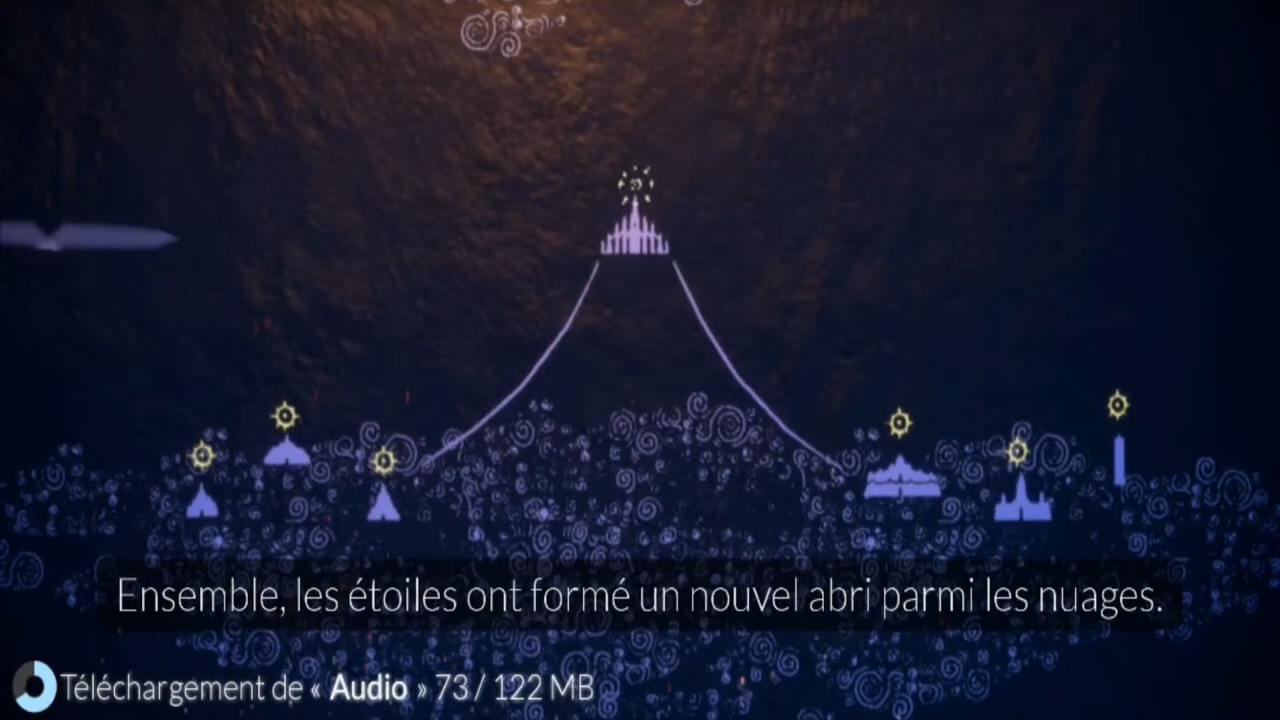 Ensemble, les étoiles ont formé un nouvel abri parmi les nuages.
Téléchargement de « Audio » 73 / 122 MB